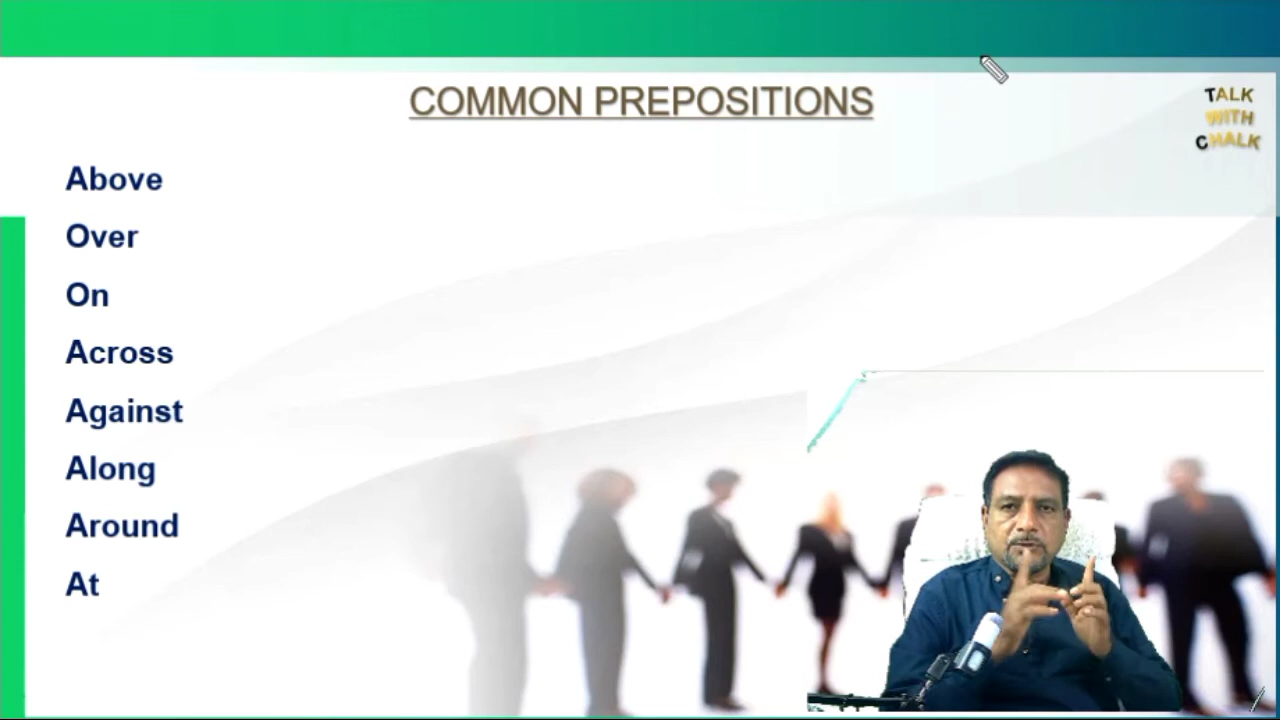 COMMON PREPOSITIONS
TALK
WITH
CHALK
Above
Over
On
Across
Against
Along
Around
At